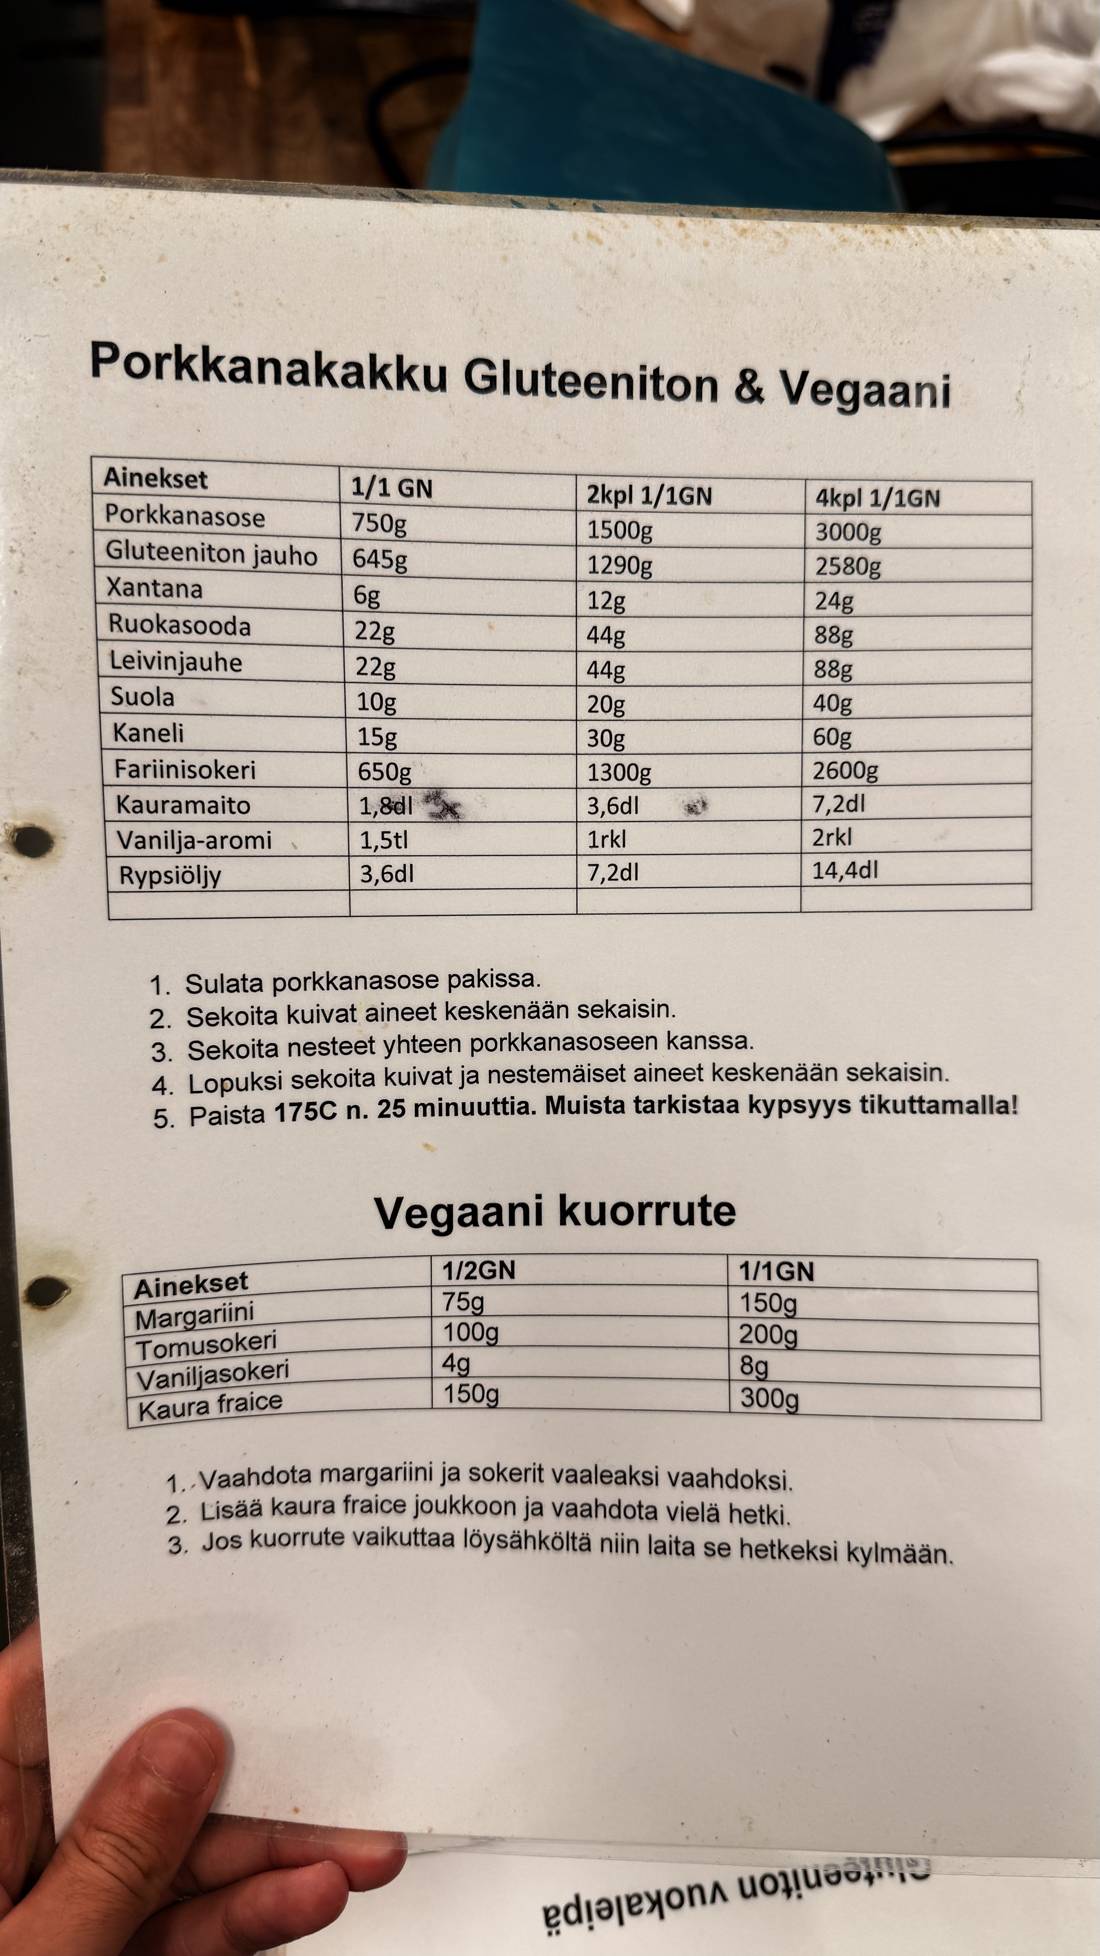 Porkkanakakku Gluteeniton & Vegaani
Ainekset 1/1 GN 2kpl 1/1GN 4kpl 1/1GN
Porkkanasose 750g 1500g 3000g
Gluteeniton jauho 645g 1290g 2580g
Xantana 6g 12g 24g
Ruokasooda 22g 44g 88g
Leivinjauhe 22g 44g 88g
Suola 10g 20g 40g
Kaneli 15g 30g 60g
Fariinisokeri 650g 1300g 2600g
Kauramaito 1,8dl 3,6dl 7,2dl
Vanilja-aromi 1,5tl 1rkl 2rkl
Rypsiöljy 3,6dl 7,2dl 14,4dl
1. Sulata porkkanasose pakissa.
2. Sekoita kuivat aineet keskenään sekaisin.
3. Sekoita nesteet yhteen porkkanasoseen kanssa.
4. Lopuksi sekoita kuivat ja nestemäiset aineet keskenään sekaisin.
5. Paista 175C n. 25 minuuttia. Muista tarkistaa kypsyys tikuttamalla!
Vegaani kuorrute
Ainekset 1/2GN 1/1GN
Margariini 75g 150g
Tomusokeri 100g 200g
Vaniljasokeri 4g 8g
Kaura fraice 150g 300g
1. Vaahdota margariini ja sokerit vaaleaksi vaahdoksi.
2. Lisää kaura fraice joukkoon ja vaahdota vielä hetki.
3. Jos kuorrute vaikuttaa löysähköltä niin laita se hetkeksi kylmään.
Gluteeniton vuokaleipä